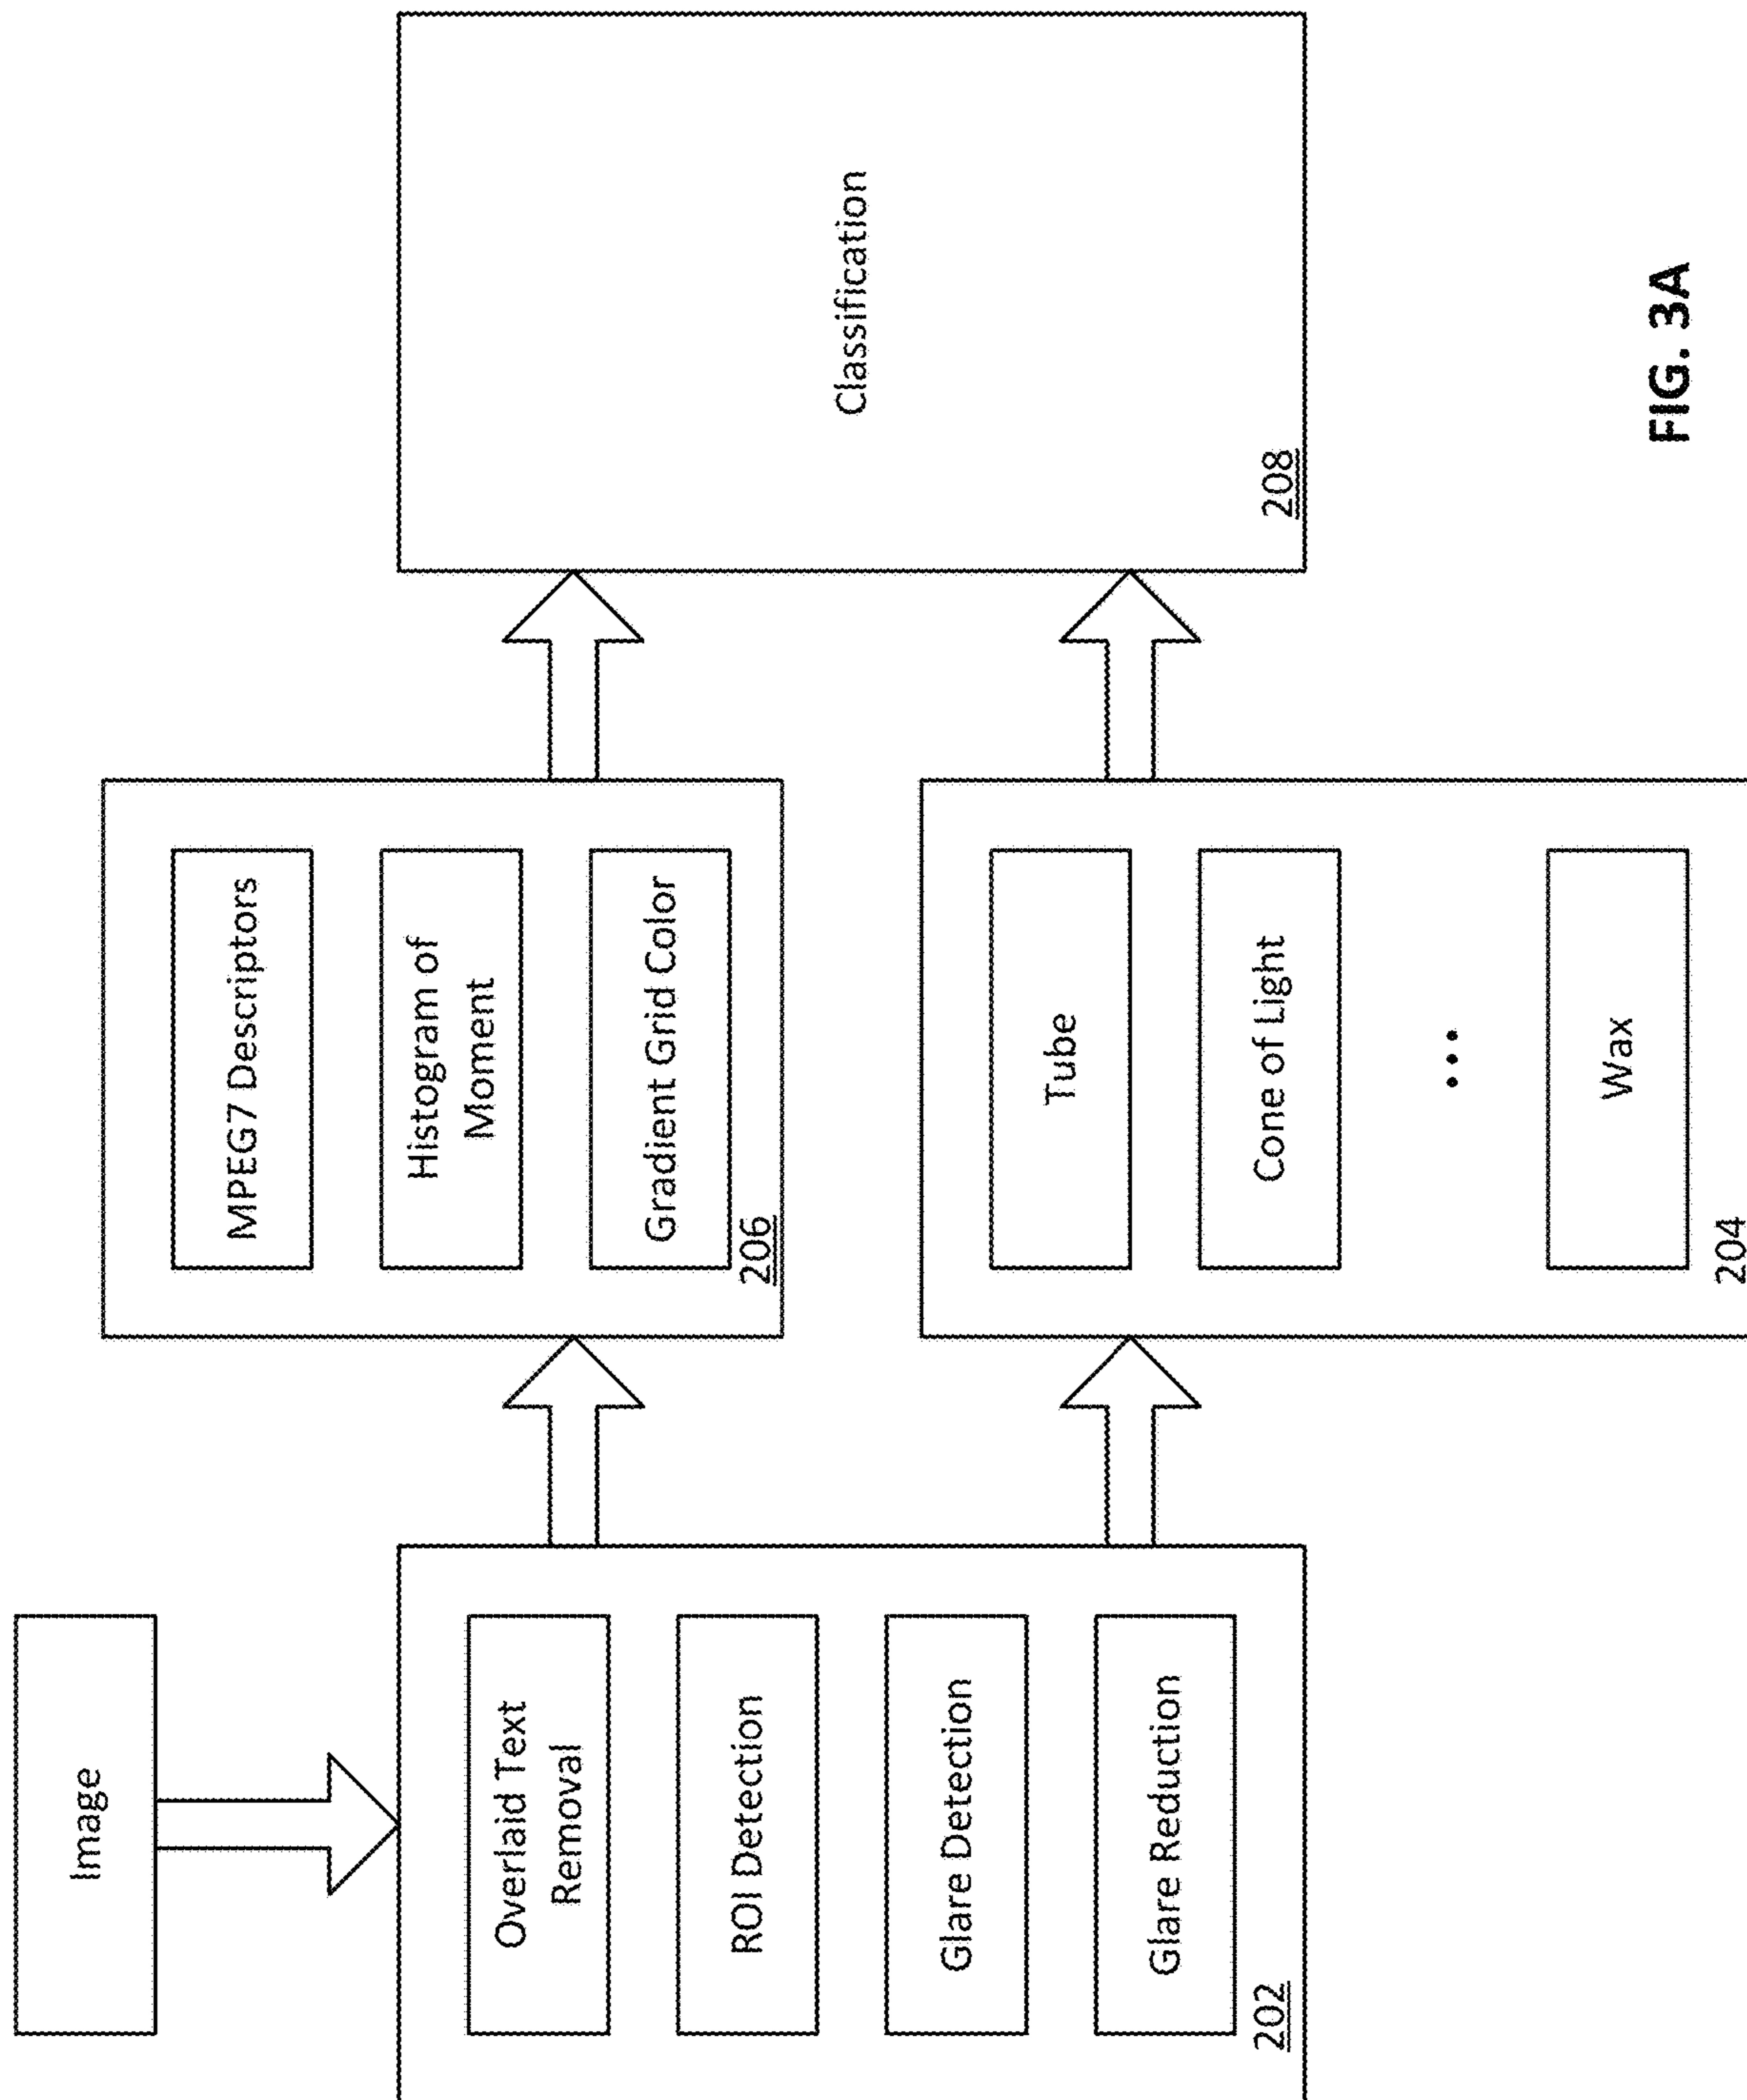 Image
Overlaid Text
Removal
ROI Detection
Glare Detection
Glare Reduction
202
MPEG7 Descriptors
Histogram of
Moment
Gradient Grid Color
206
Tube
Cone of Light
...
Wax
204
Classification
208
FIG. 3A